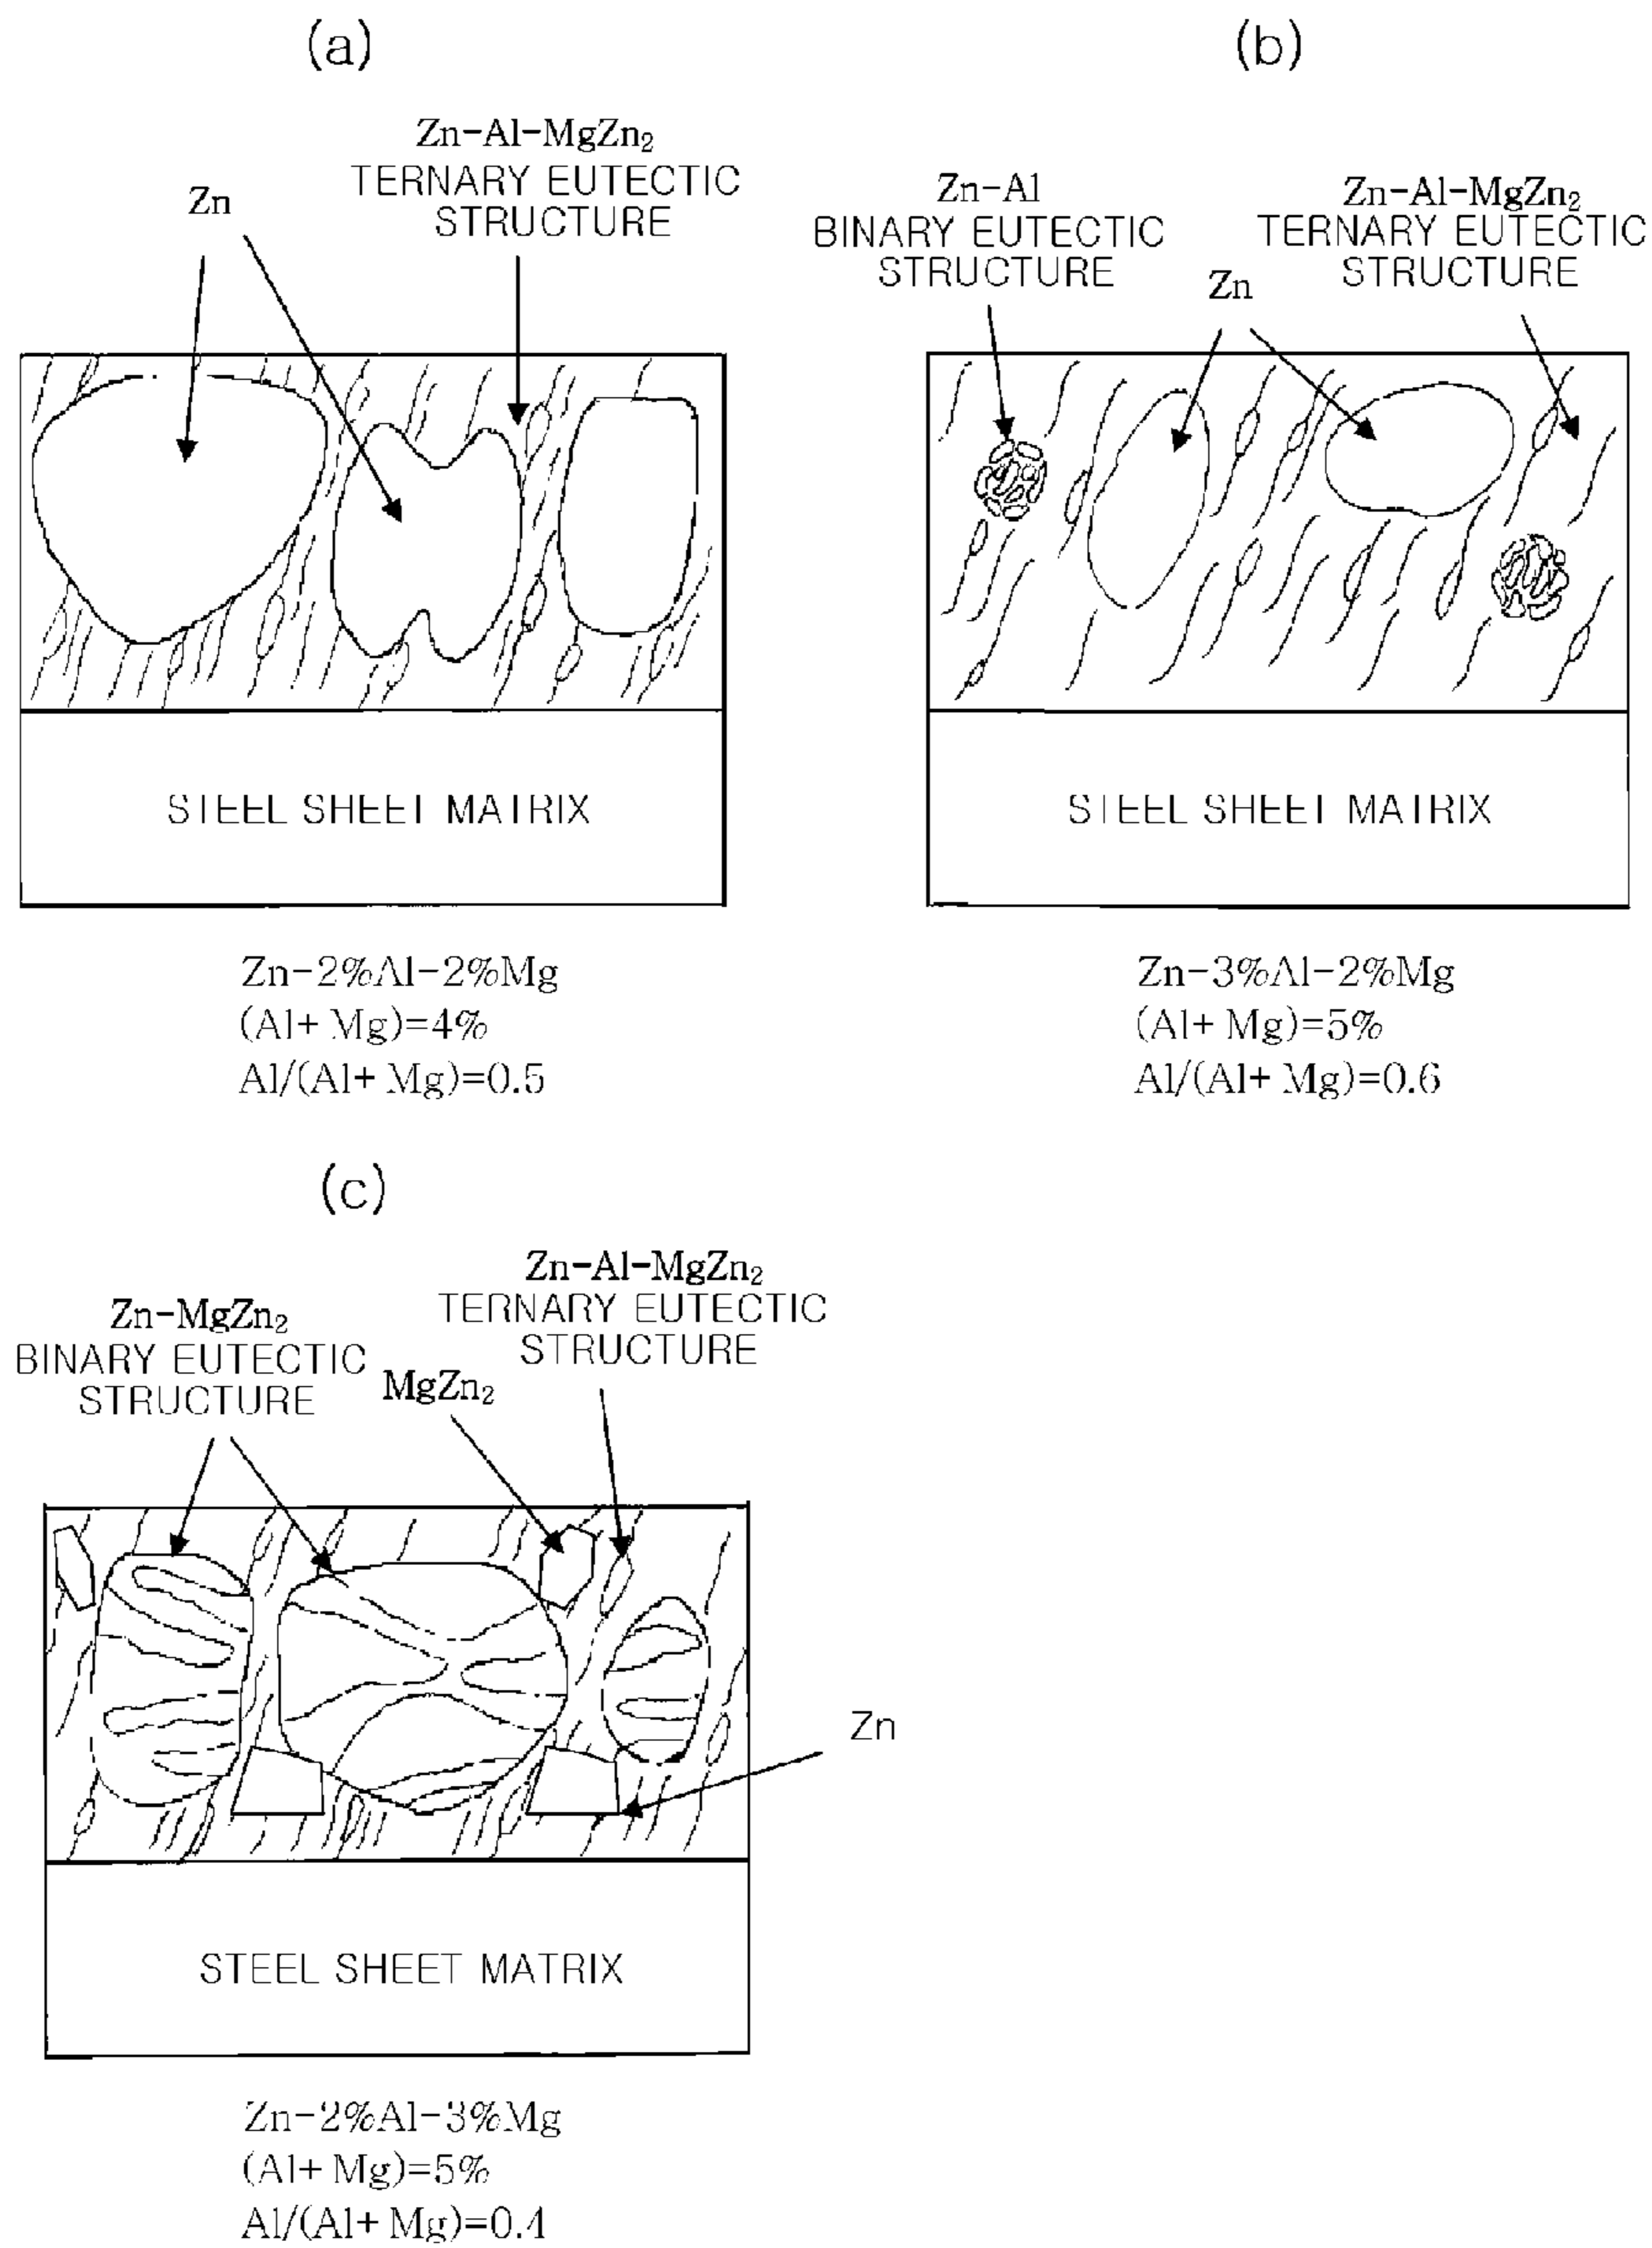 (a)
Zn-Al-MgZn₂
TERNARY EUTECTIC
STRUCTURE
Zn
STEEL SHEET MATRIX
Zn-2%Al-2%Mg
(Al+ Mg)=4%
Al/(Al+ Mg)=0.5
(b)
Zn-Al
BINARY EUTECTIC
STRUCTURE
Zn
Zn-Al-MgZn₂
TERNARY EUTECTIC
STRUCTURE
STEEL SHEET MATRIX
Zn-3%Al-2%Mg
(Al+ Mg)=5%
Al/(Al+ Mg)=0.6
(c)
Zn-MgZn₂
BINARY EUTECTIC
STRUCTURE
MgZn₂
Zn-Al-MgZn₂
TERNARY EUTECTIC
STRUCTURE
Zn
STEEL SHEET MATRIX
Zn-2%Al-3%Mg
(Al+ Mg)=5%
Al/(Al+ Mg)=0.4